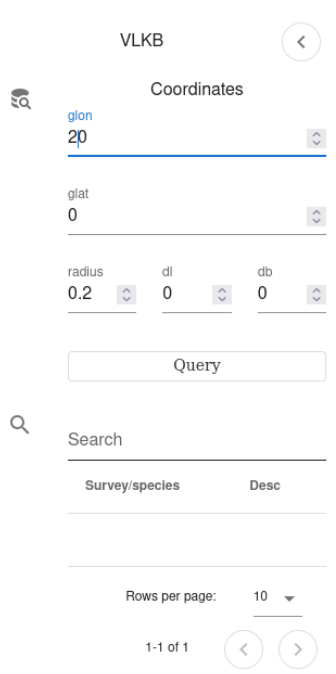 VLKB
Coordinates
glon
20
glat
0
radius dl db
0.2 0 0
Query
Search
Survey/species Desc
Rows per page: 10
1-1 of 1